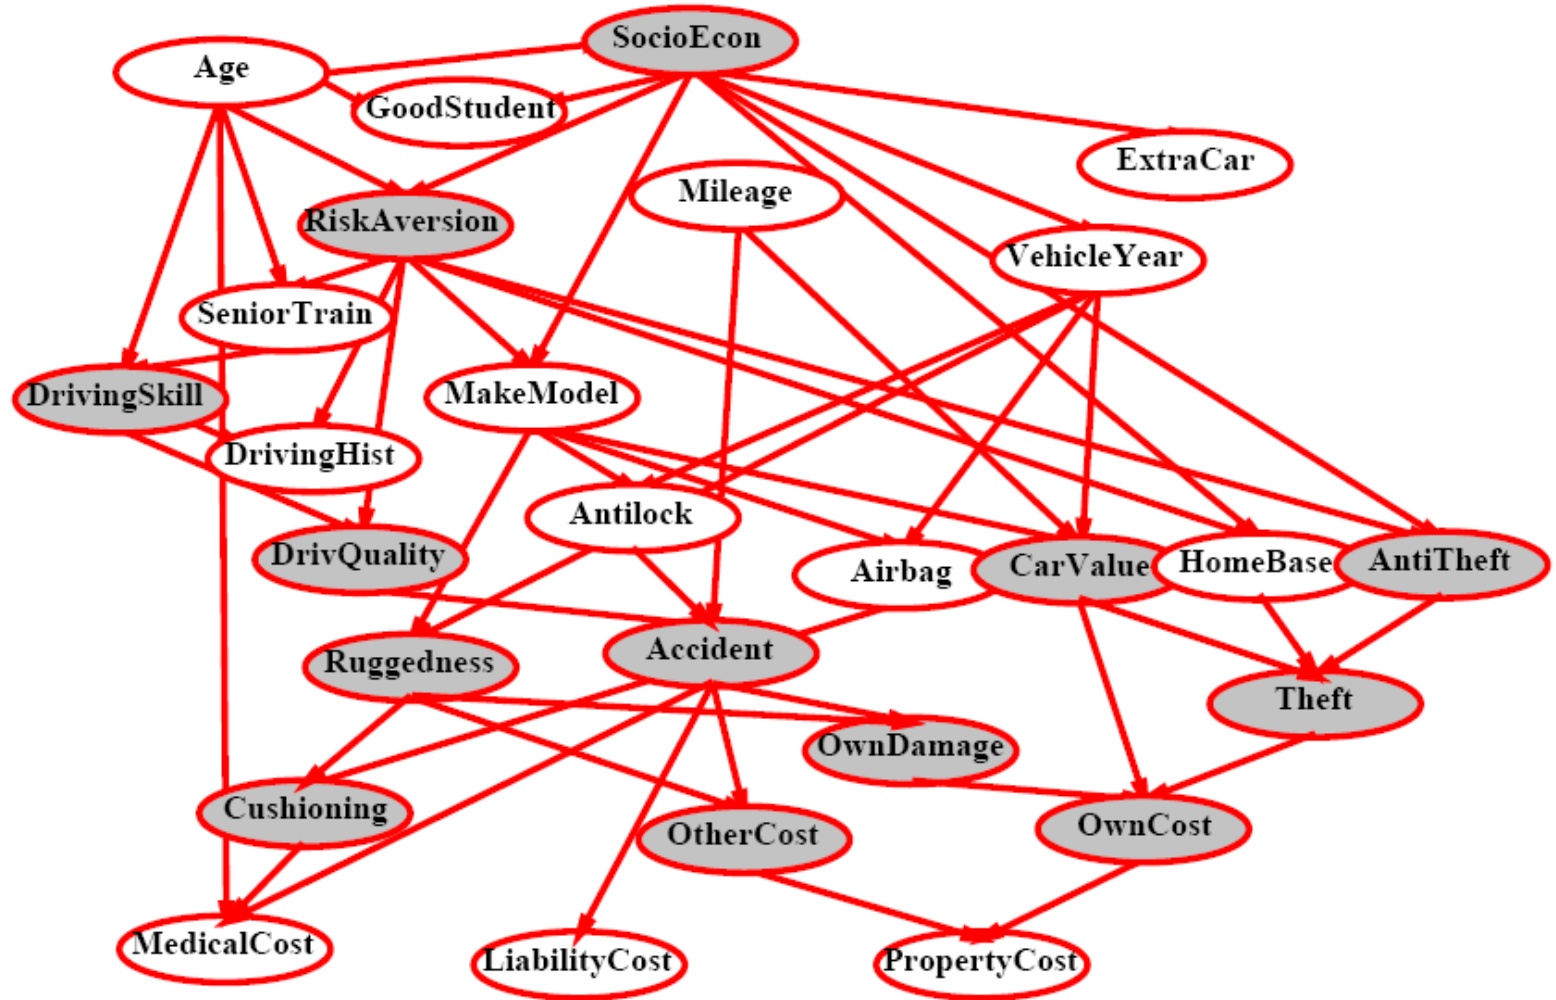 SocioEcon
Age
GoodStudent
ExtraCar
Mileage
RiskAversion
VehicleYear
SeniorTrain
DrivingSkill
MakeModel
DrivingHist
Antilock
DrivQuality
Airbag
CarValue
HomeBase
AntiTheft
Ruggedness
Accident
Theft
OwnDamage
Cushioning
OtherCost
OwnCost
MedicalCost
LiabilityCost
PropertyCost